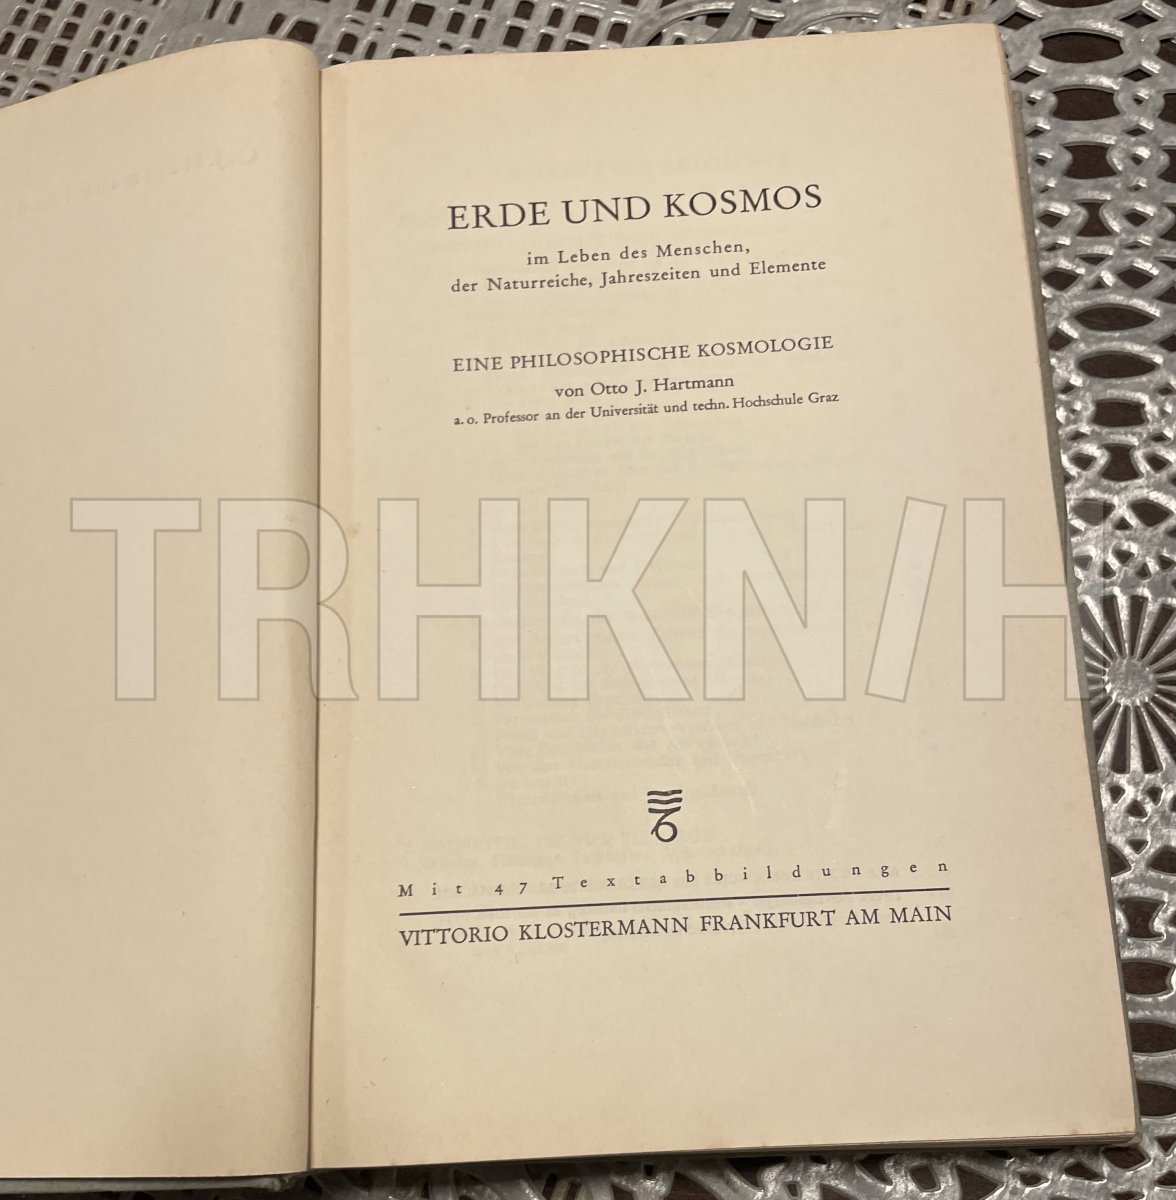 ERDE UND KOSMOS
im Leben des Menschen,
der Naturreiche, Jahreszeiten und Elemente
EINE PHILOSOPHISCHE KOSMOLOGIE
von Otto J. Hartmann
a. o. Professor an der Universität und techn. Hochschule Graz
TRHKN/H
Mit 47 Textabbildungen
VITTORIO KLOSTERMANN FRANKFURT AM MAIN